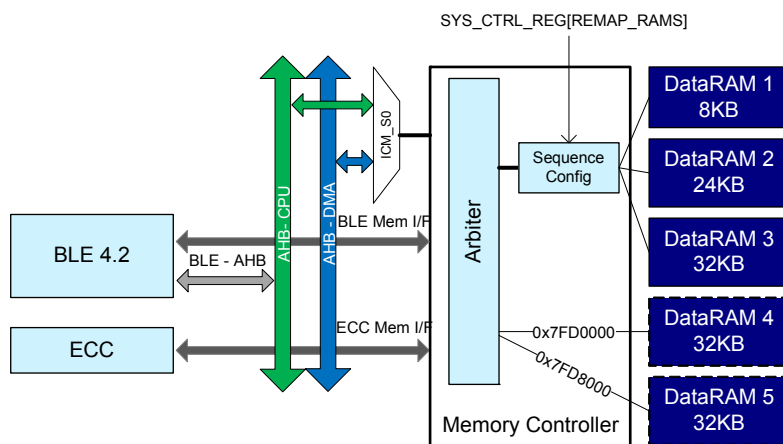 SYS_CTRL_REG[REMAP_RAMS]
DataRAM 1
8KB
ICM_S0
Sequence
Config
DataRAM 2
24KB
AHB- CPU
AHB - DMA
Arbiter
BLE Mem I/F
BLE 4.2
BLE - AHB
DataRAM 3
32KB
ECC Mem I/F
ECC
0x7FD0000
DataRAM 4
32KB
0x7FD8000
DataRAM 5
32KB
Memory Controller